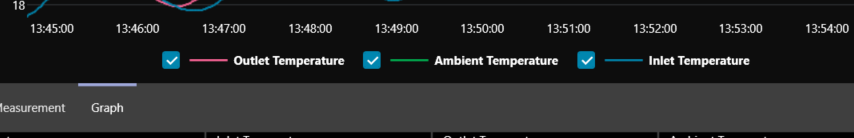 18
13:45:00 13:46:00 13:47:00 13:48:00 13:49:00 13:50:00 13:51:00 13:52:00 13:53:00 13:54:00
Outlet Temperature Ambient Temperature Inlet Temperature
Measurement Graph